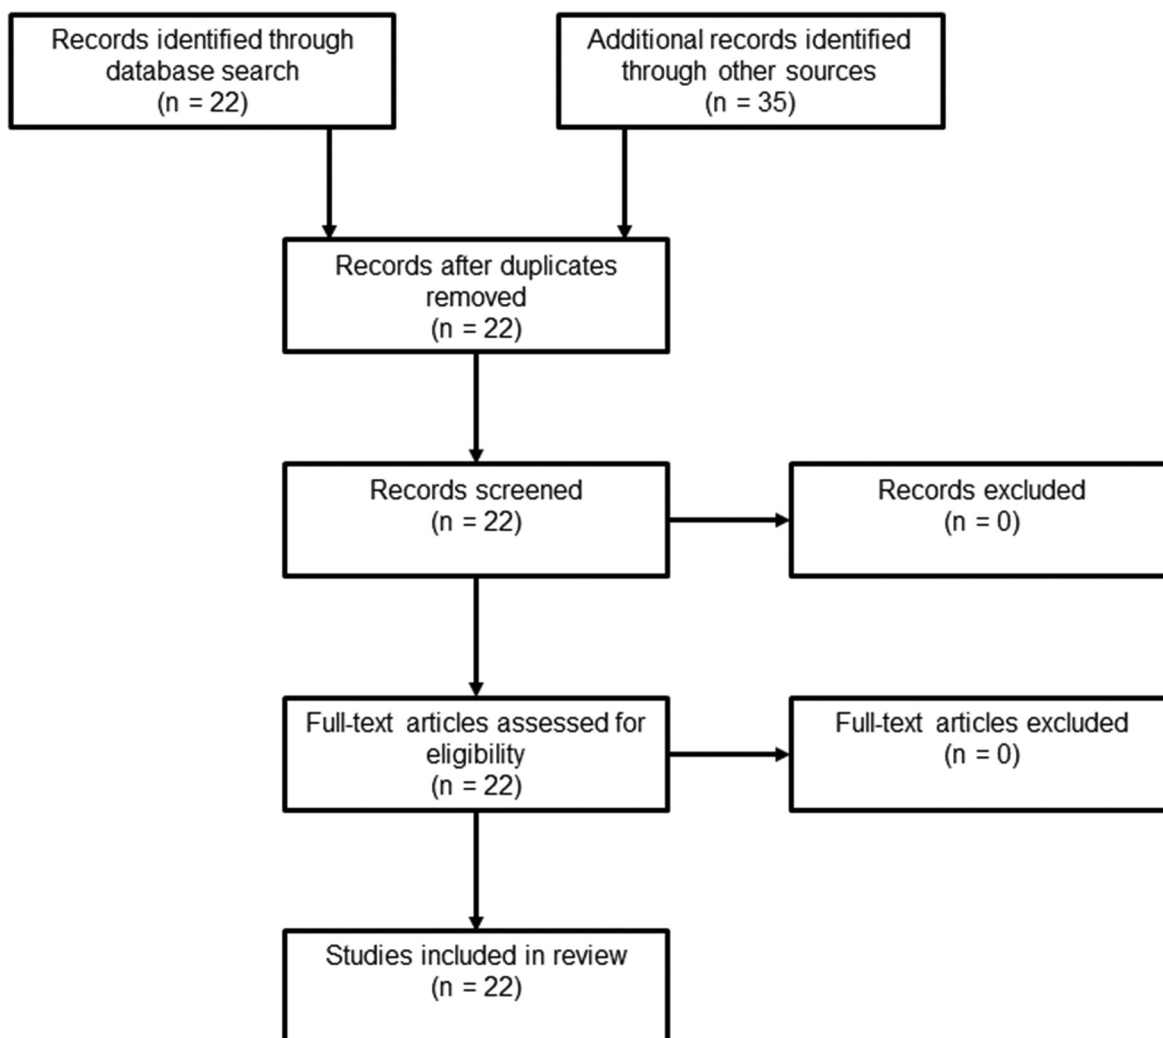 Records identified through
database search
(n = 22)
Additional records identified
through other sources
(n = 35)
Records after duplicates
removed
(n = 22)
Records screened
(n = 22)
Records excluded
(n = 0)
Full-text articles assessed for
eligibility
(n = 22)
Full-text articles excluded
(n = 0)
Studies included in review
(n = 22)